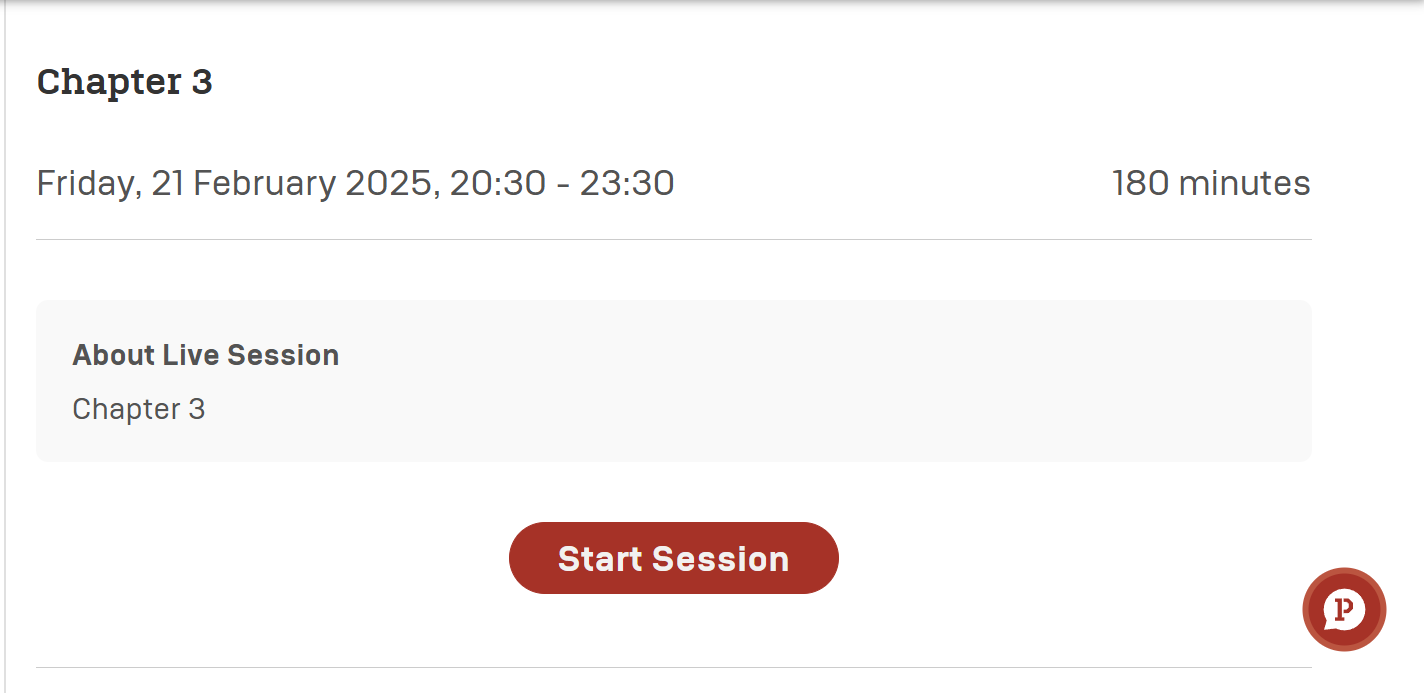 Chapter 3
Friday, 21 February 2025, 20:30 - 23:30 180 minutes
About Live Session
Chapter 3
Start Session
P